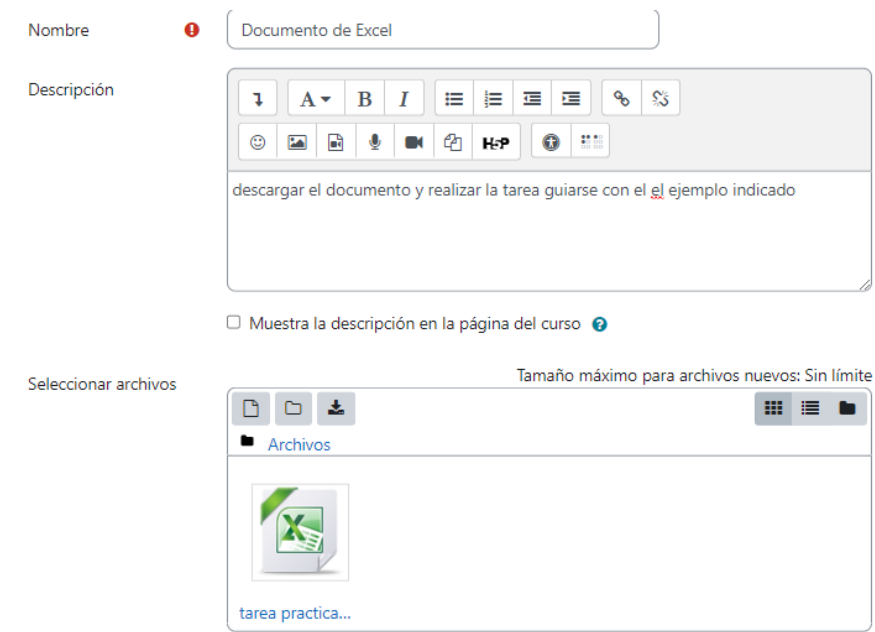 Nombre
Documento de Excel
Descripción
A B I
H5P
descargar el documento y realizar la tarea guiarse con el el ejemplo indicado
Muestra la descripción en la página del curso
Tamaño máximo para archivos nuevos: Sin límite
Seleccionar archivos
Archivos
X
tarea practica...